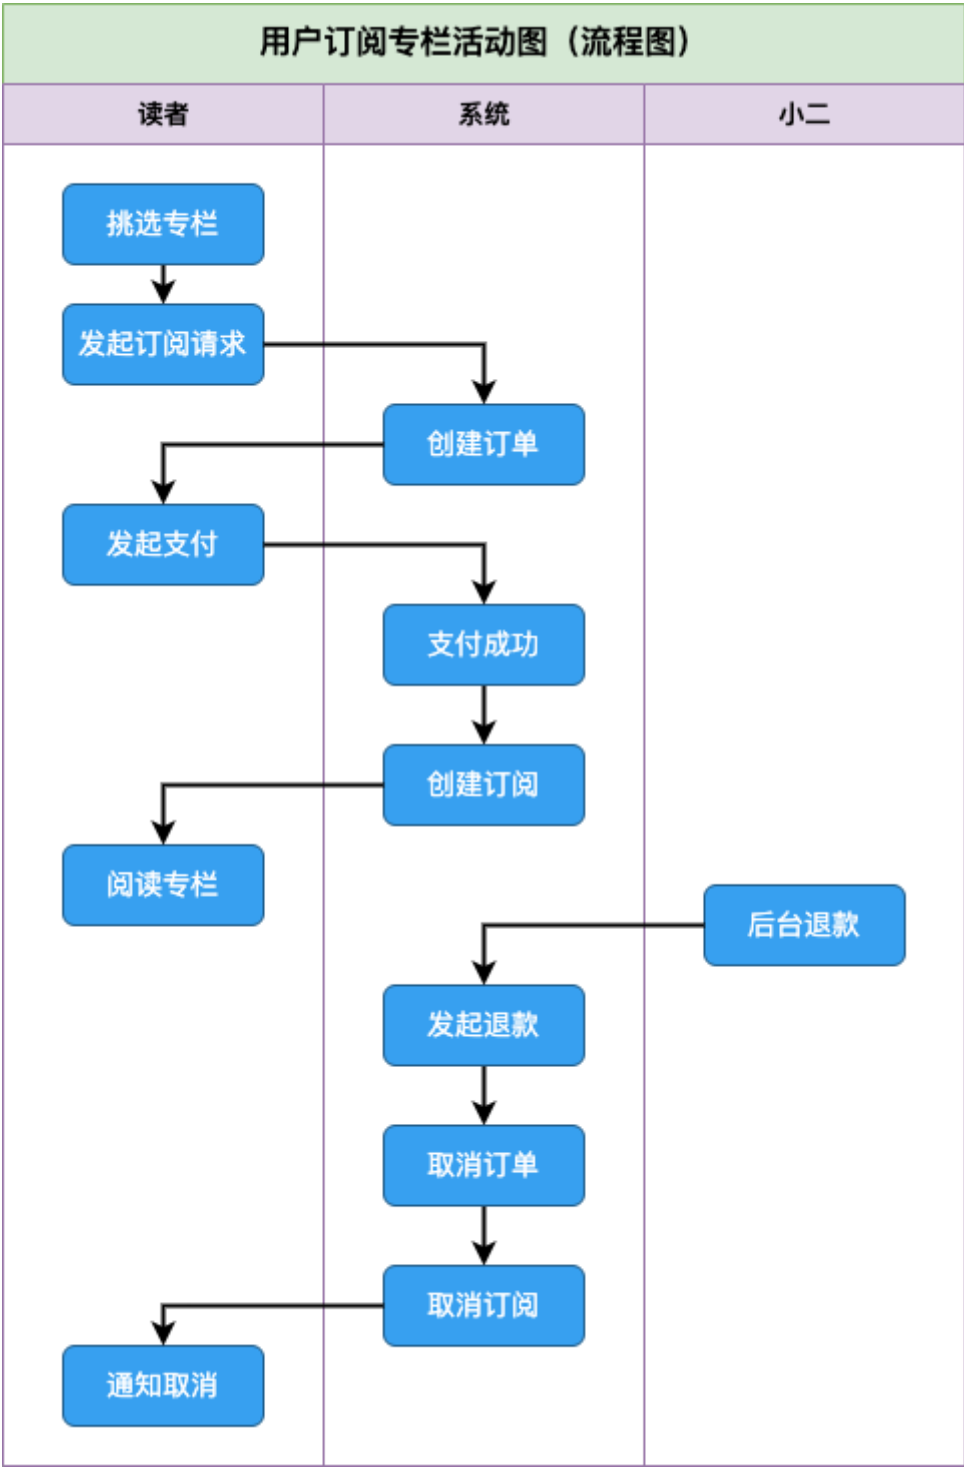 用户订阅专栏活动图（流程图）
读者
系统
小二
挑选专栏
发起订阅请求
创建订单
发起支付
支付成功
创建订阅
阅读专栏
后台退款
发起退款
取消订单
取消订阅
通知取消